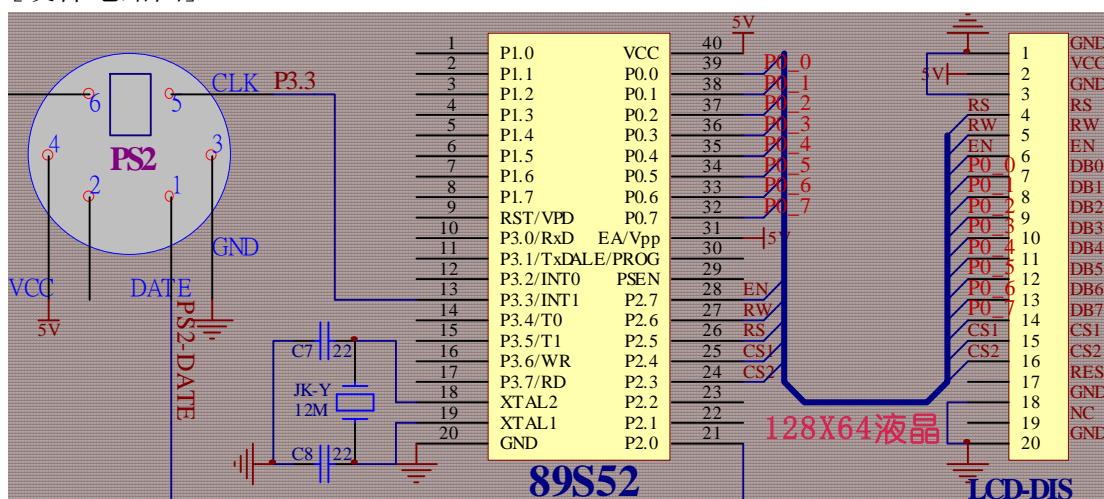 5V
CLK P3.3
6 5
4 3
PS2
2 1
GND
VCC DATE
5V
PS2-DATE
C7 22
JK-Y
12M
C8 22
1 P1.0 VCC 40
2 P1.1 P0.0 39 P0_0
3 P1.2 P0.1 38 P0_1
4 P1.3 P0.2 37 P0_2
5 P1.4 P0.3 36 P0_3
6 P1.5 P0.4 35 P0_4
7 P1.6 P0.5 34 P0_5
8 P1.7 P0.6 33 P0_6
9 RST/VPD P0.7 32 P0_7
10 P3.0/RxD EA/Vpp 31 5V
11 P3.1/TxD ALE/PROG 30
12 P3.2/INT0 PSEN 29
13 P3.3/INT1 P2.7 28 EN
14 P3.4/T0 P2.6 27 RW
15 P3.5/T1 P2.5 26 RS
16 P3.6/WR P2.4 25 CS1
17 P3.7/RD P2.3 24 CS2
18 XTAL2 P2.2 23
19 XTAL1 P2.1 22
20 GND P2.0 21
89S52
128X64液晶
1 GND
5V 2 VCC
3 GND
RS 4 RS
RW 5 RW
EN 6 EN
P0_0 7 DB0
P0_1 8 DB1
P0_2 9 DB2
P0_3 10 DB3
P0_4 11 DB4
P0_5 12 DB5
P0_6 13 DB6
P0_7 14 DB7
CS1 15 CS1
CS2 16 CS2
17 RES
18 GND
19 NC
20 GND
LCD-DIS